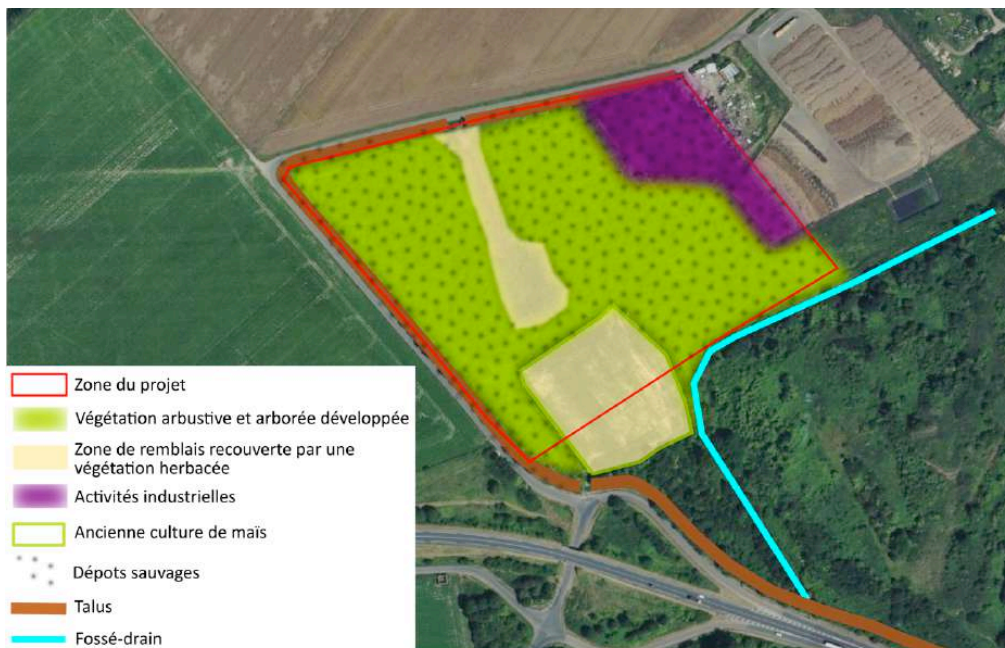 Zone du projet
Végétation arbustive et arborée développée
Zone de remblais recouverte par une
végétation herbacée
Activités industrielles
Ancienne culture de maïs
Dépots sauvages
Talus
Fossé-drain